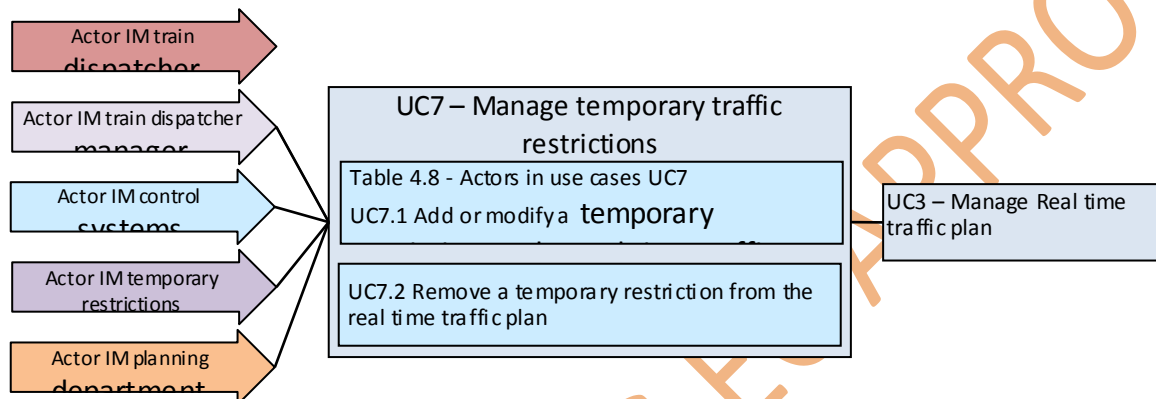 Actor IM train
dispatcher
Actor IM train dispatcher
manager
Actor IM control
systems
Actor IM temporary
restrictions
Actor IM planning
department
UC7 – Manage temporary traffic
restrictions
Table 4.8 - Actors in use cases UC7
UC7.1 Add or modify a temporary
UC7.2 Remove a temporary restriction from the
real time traffic plan
UC3 – Manage Real time
traffic plan
APPRO